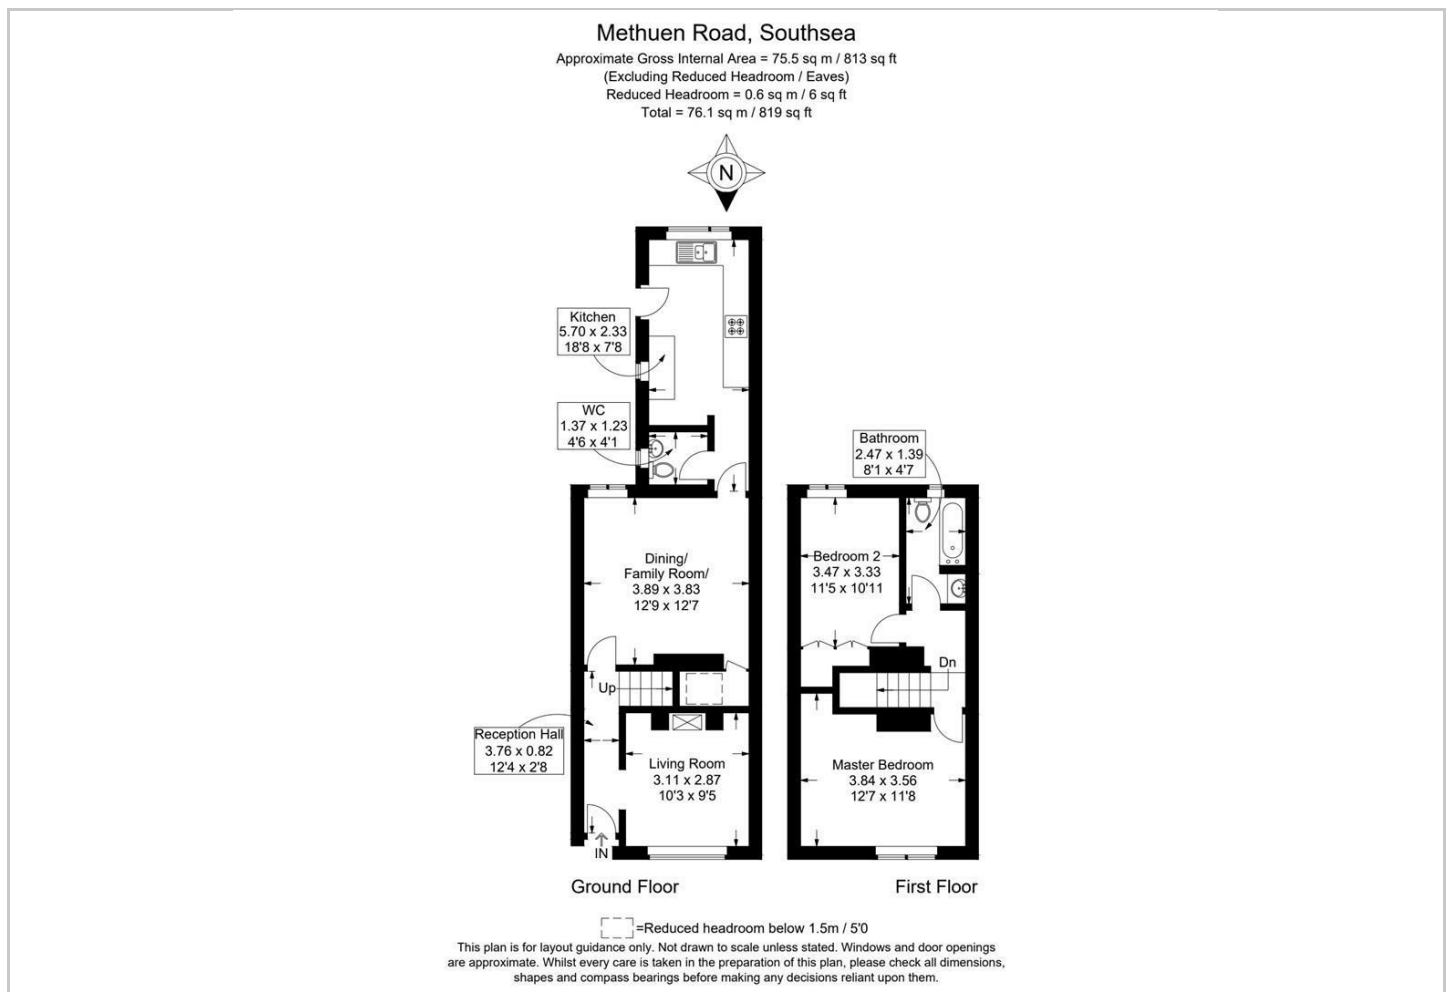 Methuen Road, Southsea
Approximate Gross Internal Area = 75.5 sq m / 813 sq ft
(Excluding Reduced Headroom / Eaves)
Reduced Headroom = 0.6 sq m / 6 sq ft
Total = 76.1 sq m / 819 sq ft
N
Kitchen
5.70 x 2.33
18'8 x 7'8
WC
1.37 x 1.23
4'6 x 4'1
Dining/
Family Room/
3.89 x 3.83
12'9 x 12'7
Up
Reception Hall
3.76 x 0.82
12'4 x 2'8
Living Room
3.11 x 2.87
10'3 x 9'5
IN
Ground Floor
Bathroom
2.47 x 1.39
8'1 x 4'7
Bedroom 2
3.47 x 3.33
11'5 x 10'11
Dn
Master Bedroom
3.84 x 3.56
12'7 x 11'8
First Floor
=Reduced headroom below 1.5m / 5'0
This plan is for layout guidance only. Not drawn to scale unless stated. Windows and door openings
are approximate. Whilst every care is taken in the preparation of this plan, please check all dimensions,
shapes and compass bearings before making any decisions reliant upon them.